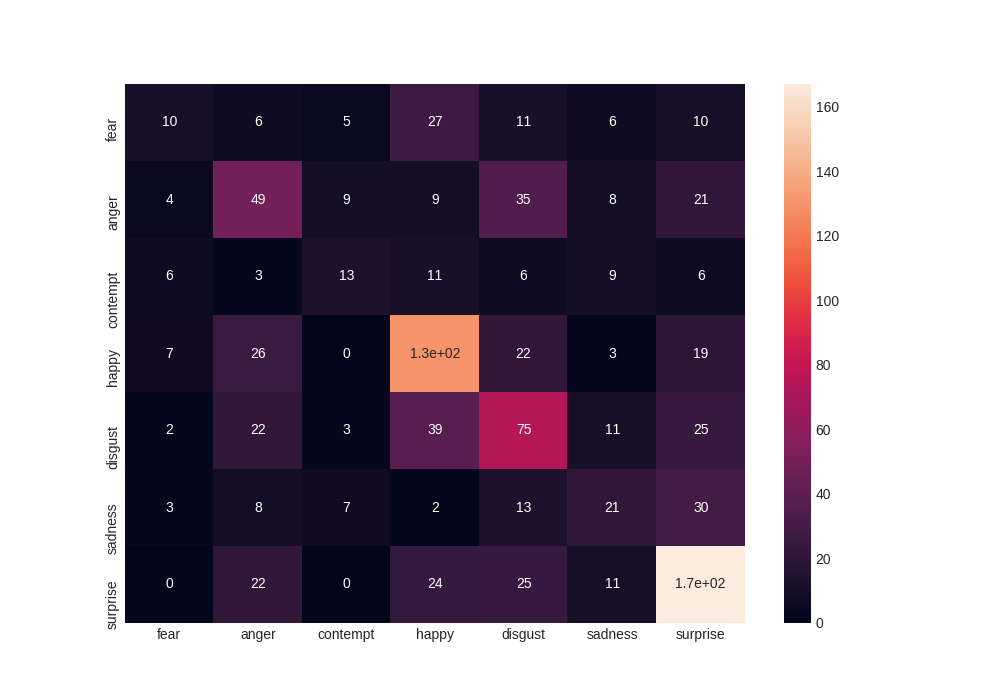 fear 10 6 5 27 11 6 10
anger 4 49 9 9 35 8 21
contempt 6 3 13 11 6 9 6
happy 7 26 0 1.3e+02 22 3 19
disgust 2 22 3 39 75 11 25
sadness 3 8 7 2 13 21 30
surprise 0 22 0 24 25 11 1.7e+02
fear anger contempt happy disgust sadness surprise
160
140
120
100
80
60
40
20
0